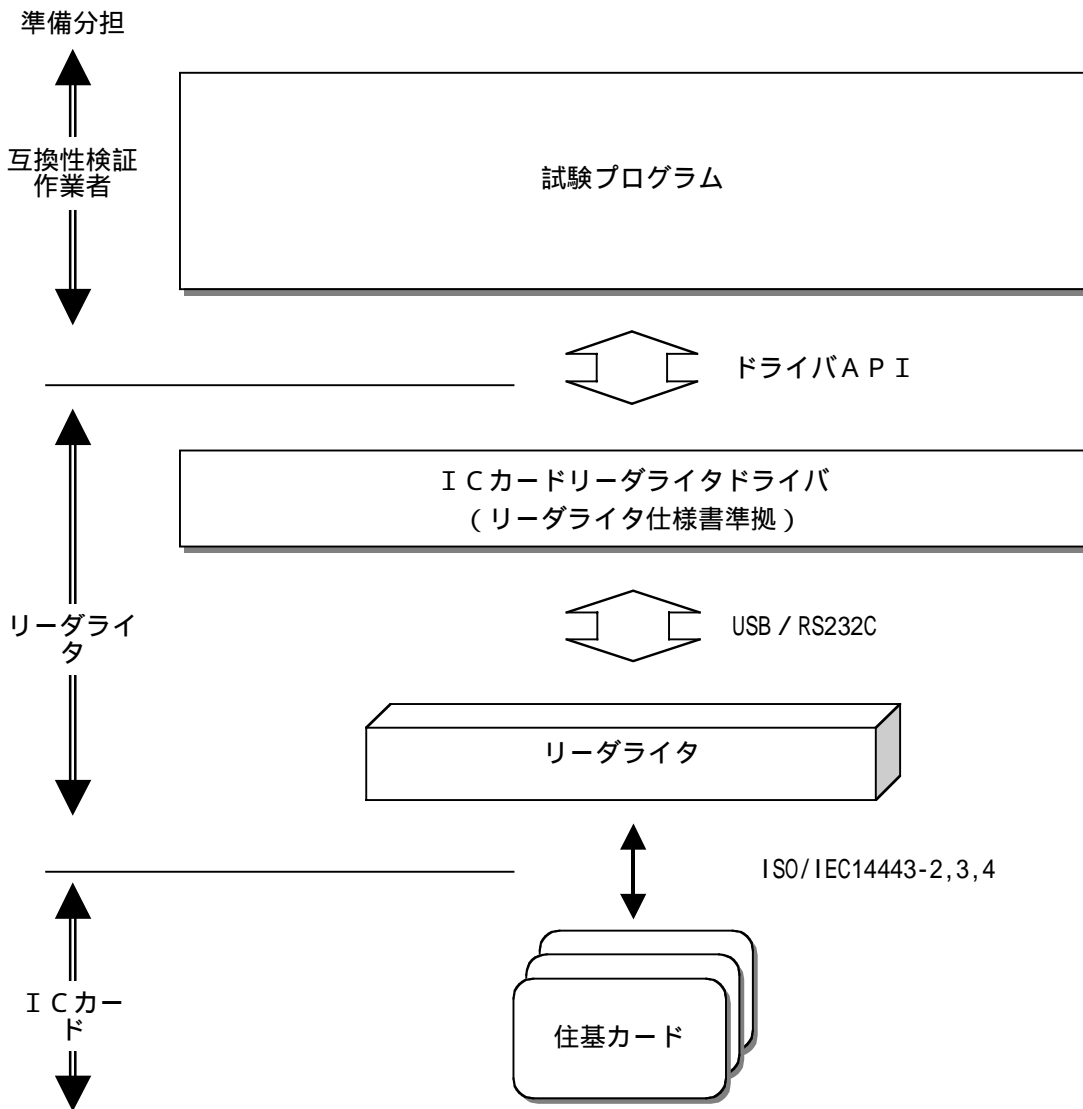 準備分担
互換性検証
作業者
試験プログラム
ドライバＡＰＩ
ＩＣカードリーダライタドライバ
（リーダライタ仕様書準拠）
リーダライ
タ
USB／RS232C
リーダライタ
ISO/IEC14443-2,3,4
ＩＣカー
ド
住基カード